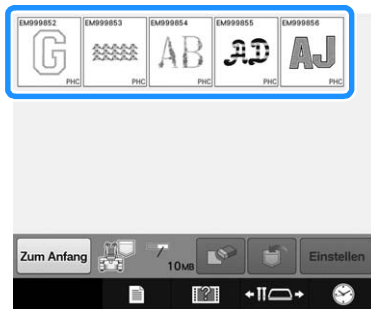 EM999852 EM999853 EM999854 EM999855 EM999856
G AB AD AJ
PHC PHC PHC PHC PHC
Zum Anfang 10MB Einstellen
?